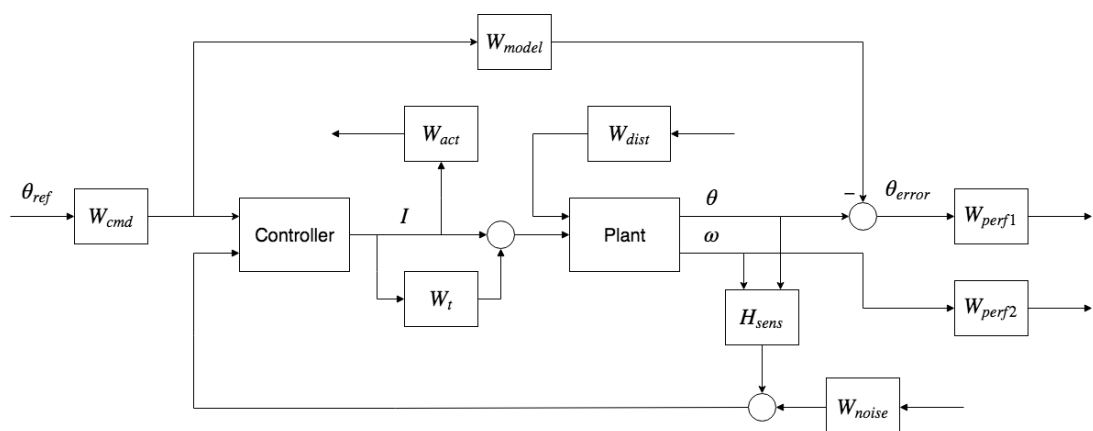 W_model
W_act
W_dist
θ_ref
W_cmd
Controller
I
Plant
θ
ω
−
θ_error
W_perf1
W_t
H_sens
W_perf2
W_noise